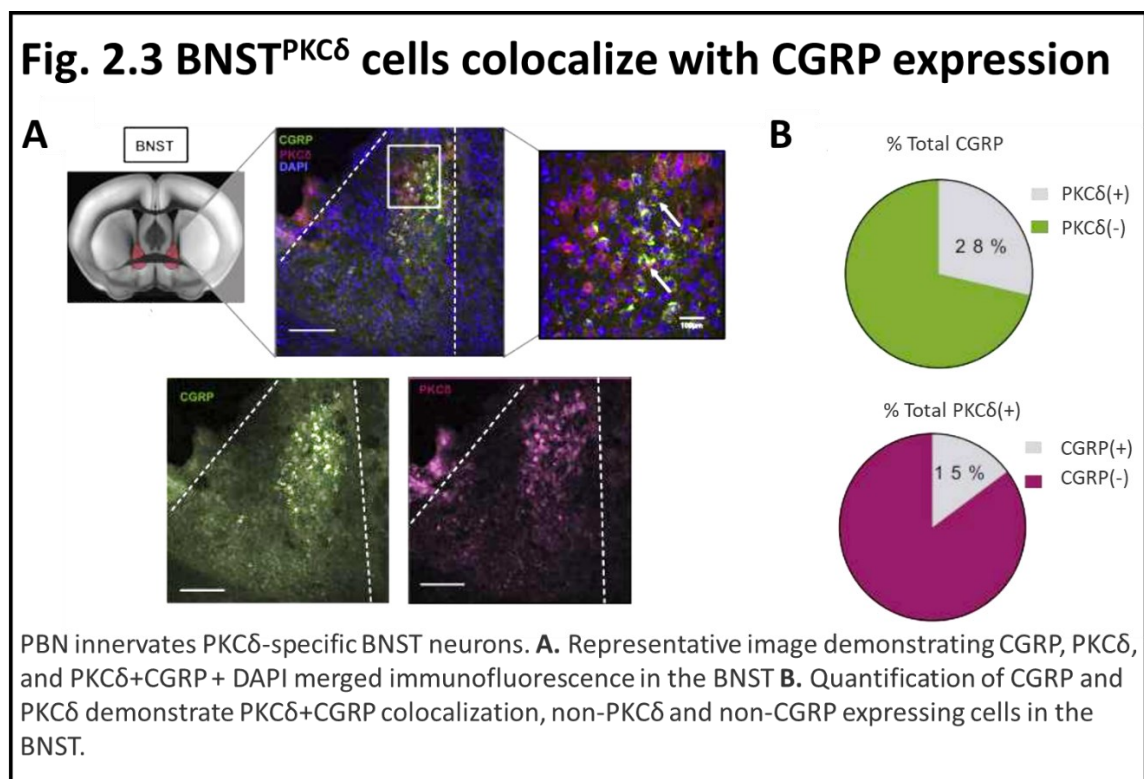 Fig. 2.3 BNST^PKCδ cells colocalize with CGRP expression
A
BNST
CGRP
PKCδ
DAPI
100μm
CGRP
PKCδ
B
% Total CGRP
PKCδ(+)
PKCδ(-)
28%
% Total PKCδ(+)
CGRP(+)
CGRP(-)
15%
PBN innervates PKCδ-specific BNST neurons. A. Representative image demonstrating CGRP, PKCδ,
and PKCδ+CGRP + DAPI merged immunofluorescence in the BNST B. Quantification of CGRP and
PKCδ demonstrate PKCδ+CGRP colocalization, non-PKCδ and non-CGRP expressing cells in the
BNST.